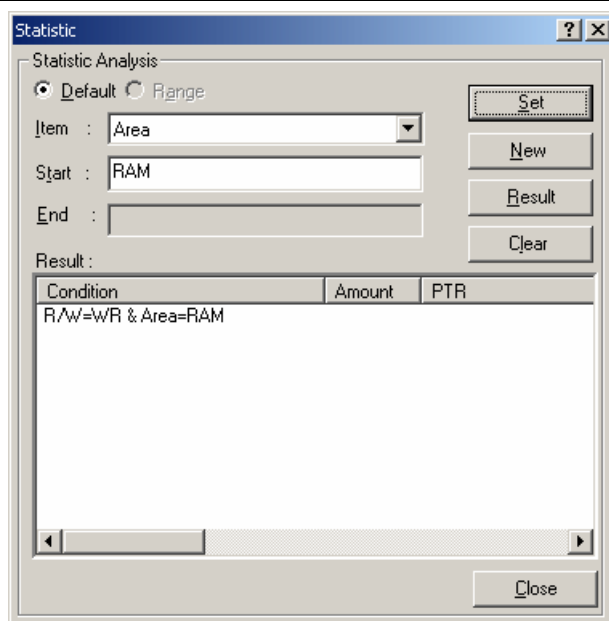 Statistic
Statistic Analysis
Default Range
Set
Item : Area
New
Start : RAM
Result
End :
Clear
Result :
Condition Amount PTR
R/W=WR & Area=RAM
Close